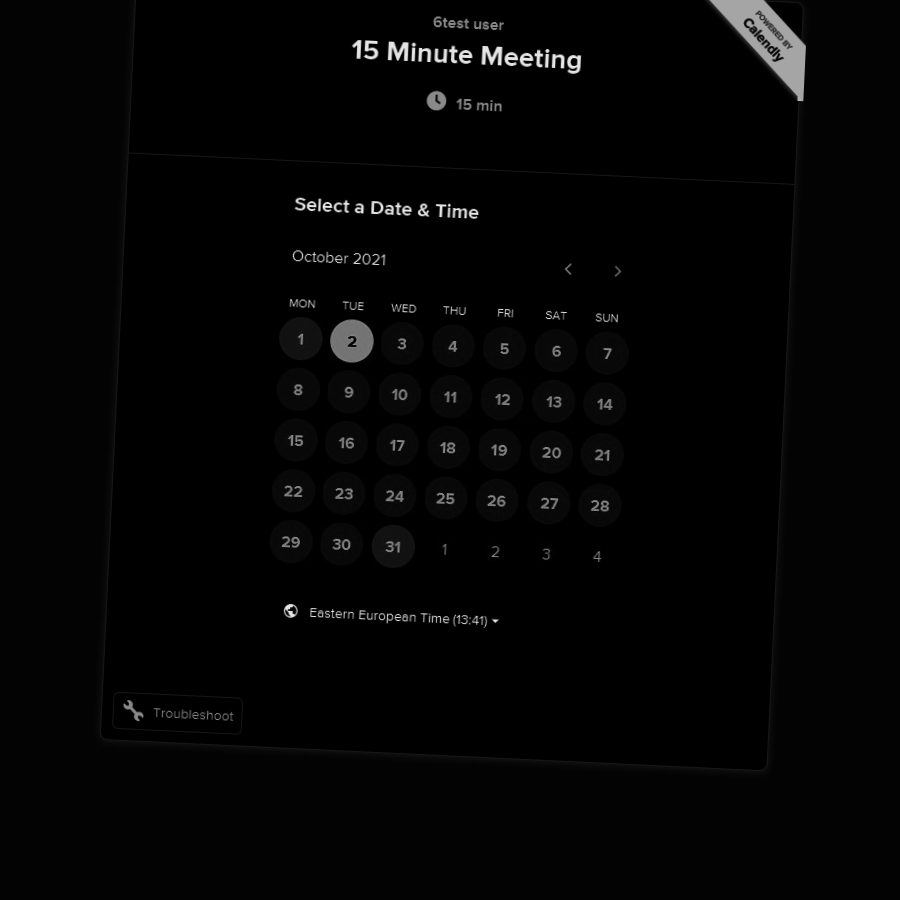 POWERED BY
Calendly
6test user
15 Minute Meeting
15 min
Select a Date & Time
October 2021
MON TUE WED THU FRI SAT SUN
1 2 3 4 5 6 7
8 9 10 11 12 13 14
15 16 17 18 19 20 21
22 23 24 25 26 27 28
29 30 31 1 2 3 4
Eastern European Time (13:41)
Troubleshoot